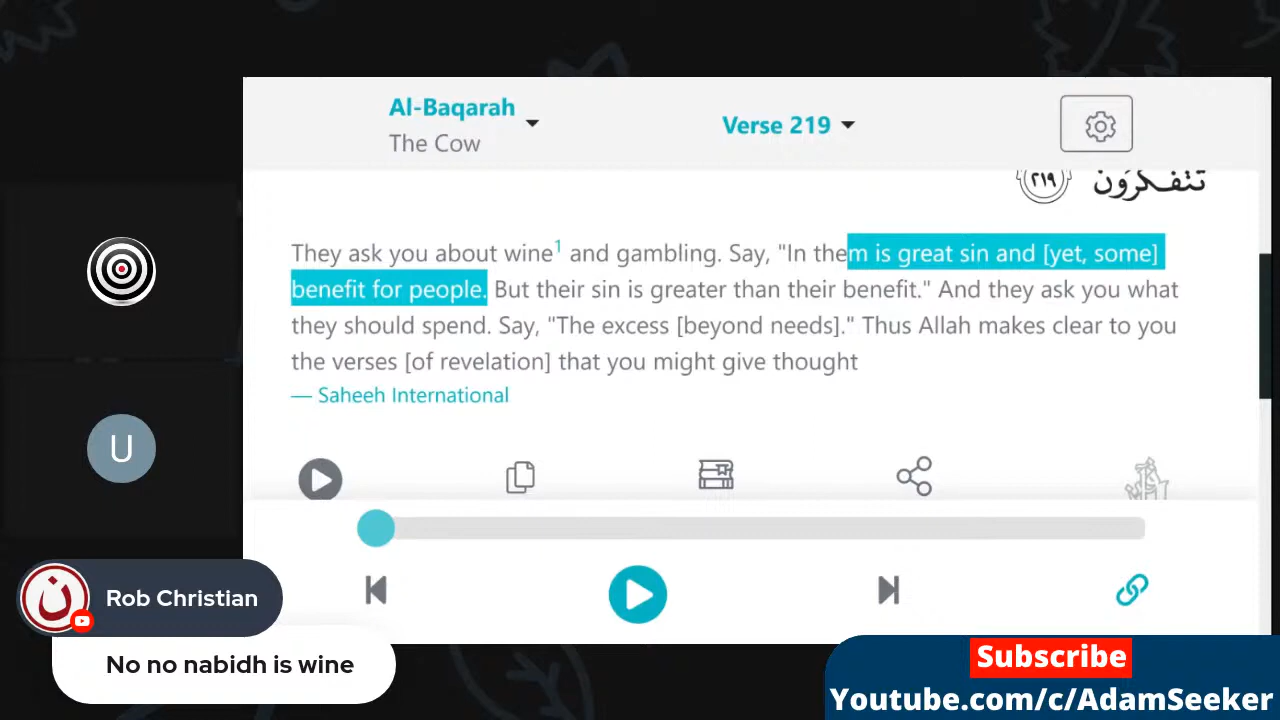 Al-Baqarah
The Cow
Verse 219
تَتَفَكَّرُونَ ٢١٩
They ask you about wine1 and gambling. Say, "In them is great sin and [yet, some]
benefit for people. But their sin is greater than their benefit." And they ask you what
they should spend. Say, "The excess [beyond needs]." Thus Allah makes clear to you
the verses [of revelation] that you might give thought
— Saheeh International
U
ن
Rob Christian
No no nabidh is wine
Subscribe
Youtube.com/c/AdamSeeker